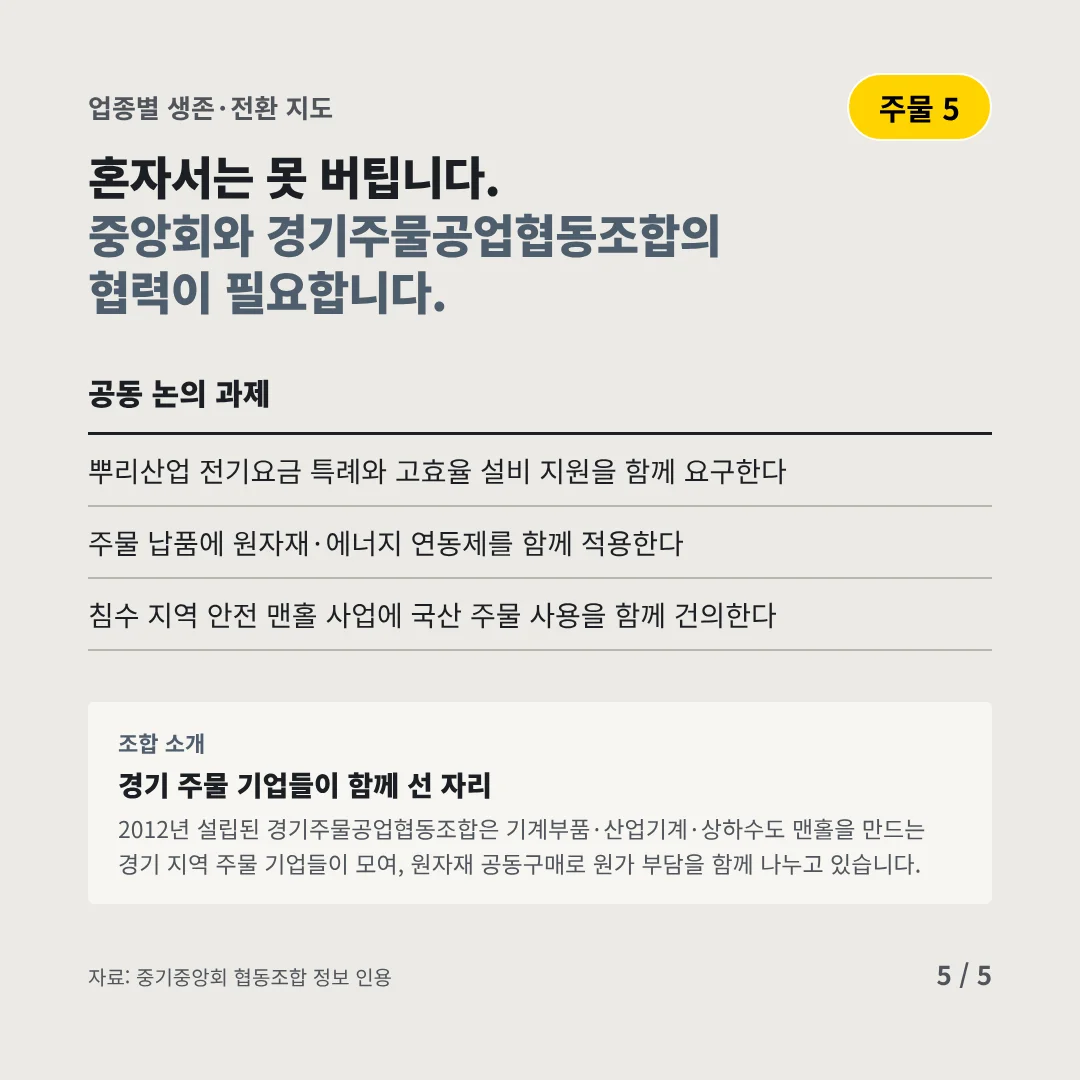 업종별 생존·전환 지도
주물 5
혼자서는 못 버팁니다.
중앙회와 경기주물공업협동조합의
협력이 필요합니다.
공동 논의 과제
뿌리산업 전기요금 특례와 고효율 설비 지원을 함께 요구한다
주물 납품에 원자재·에너지 연동제를 함께 적용한다
침수 지역 안전 맨홀 사업에 국산 주물 사용을 함께 건의한다
조합 소개
경기 주물 기업들이 함께 선 자리
2012년 설립된 경기주물공업협동조합은 기계부품·산업기계·상하수도 맨홀을 만드는
경기 지역 주물 기업들이 모여, 원자재 공동구매로 원가 부담을 함께 나누고 있습니다.
자료: 중기중앙회 협동조합 정보 인용
5 / 5